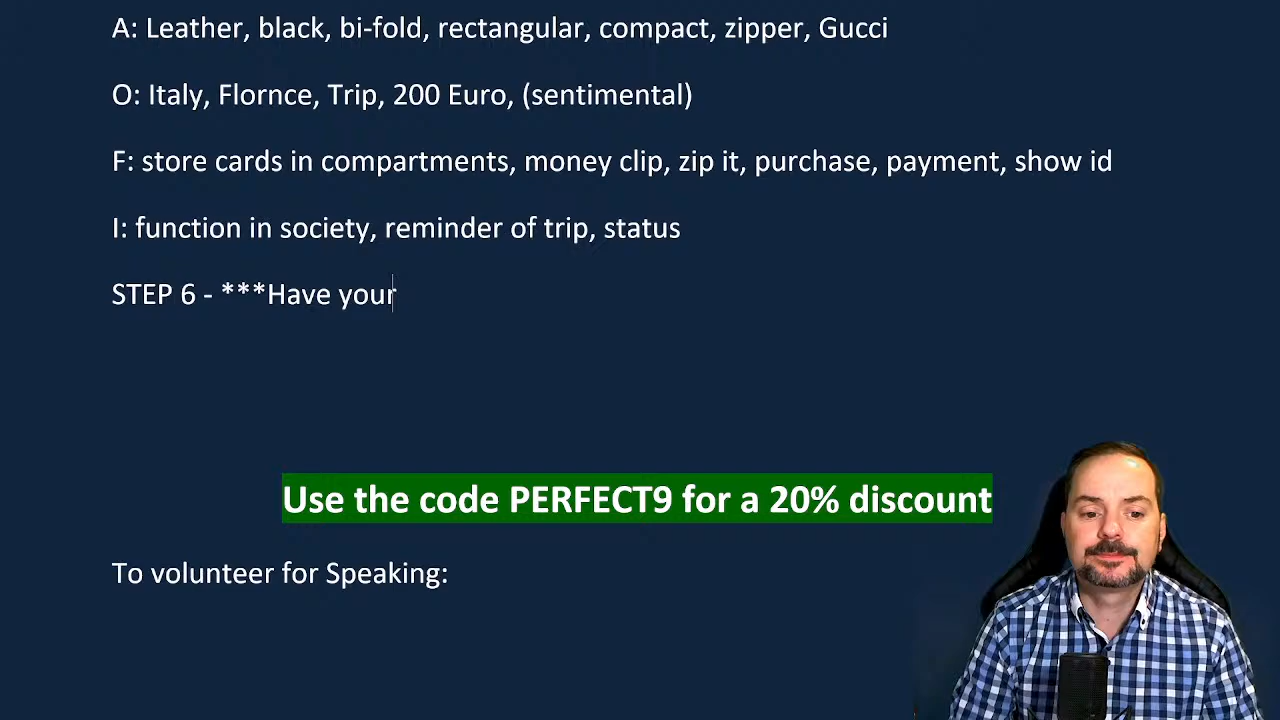 A: Leather, black, bi-fold, rectangular, compact, zipper, Gucci
O: Italy, Flornce, Trip, 200 Euro, (sentimental)
F: store cards in compartments, money clip, zip it, purchase, payment, show id
I: function in society, reminder of trip, status
STEP 6 - ***Have your
Use the code PERFECT9 for a 20% discount
To volunteer for Speaking: